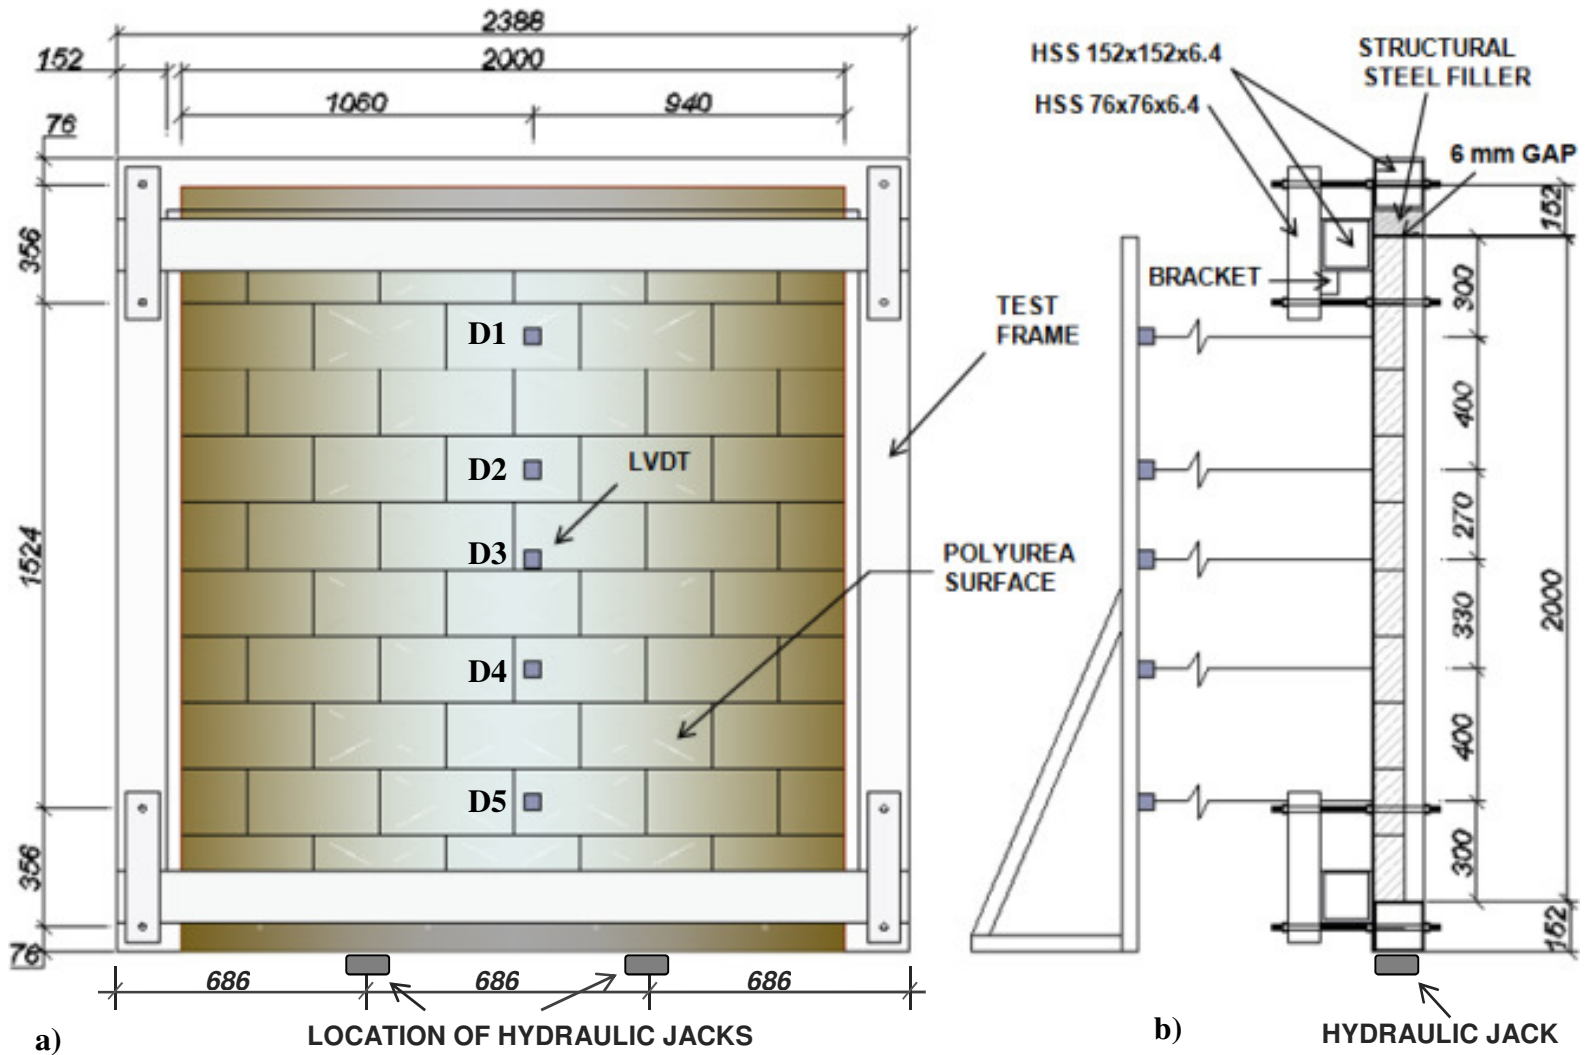 2388
152
2000
1060
940
76
356
1524
356
76
D1
D2
LVDT
D3
D4
D5
TEST
FRAME
POLYUREA
SURFACE
686
686
686
a)
LOCATION OF HYDRAULIC JACKS
HSS 152x152x6.4
HSS 76x76x6.4
STRUCTURAL
STEEL FILLER
6 mm GAP
BRACKET
152
300
400
270
330
400
300
2000
152
b)
HYDRAULIC JACK